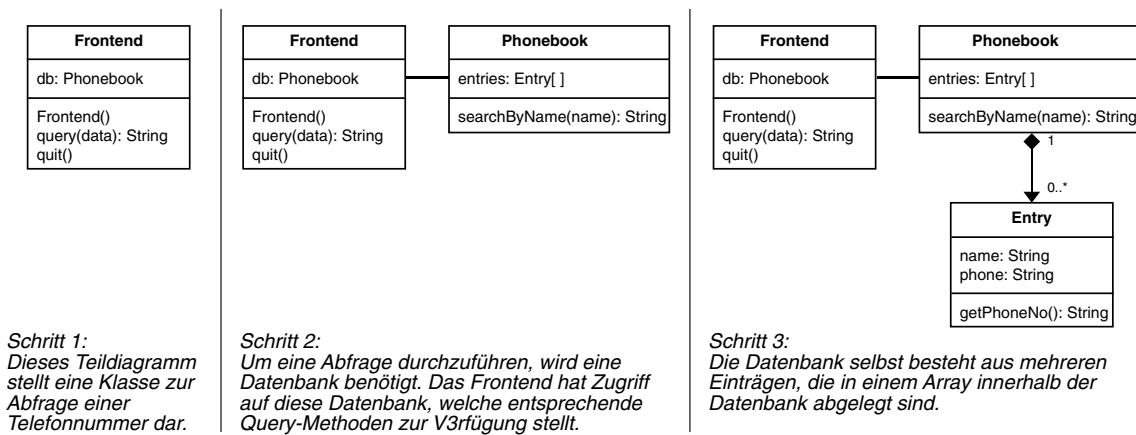 Frontend
db: Phonebook
Frontend()
query(data): String
quit()
Schritt 1:
Dieses Teildiagramm
stellt eine Klasse zur
Abfrage einer
Telefonnummer dar.
Frontend
db: Phonebook
Frontend()
query(data): String
quit()
Phonebook
entries: Entry[ ]
searchByName(name): String
Schritt 2:
Um eine Abfrage durchzuführen, wird eine
Datenbank benötigt. Das Frontend hat Zugriff
auf diese Datenbank, welche entsprechende
Query-Methoden zur V3rfügung stellt.
Frontend
db: Phonebook
Frontend()
query(data): String
quit()
Phonebook
entries: Entry[ ]
searchByName(name): String
1
0..*
Entry
name: String
phone: String
getPhoneNo(): String
Schritt 3:
Die Datenbank selbst besteht aus mehreren
Einträgen, die in einem Array innerhalb der
Datenbank abgelegt sind.